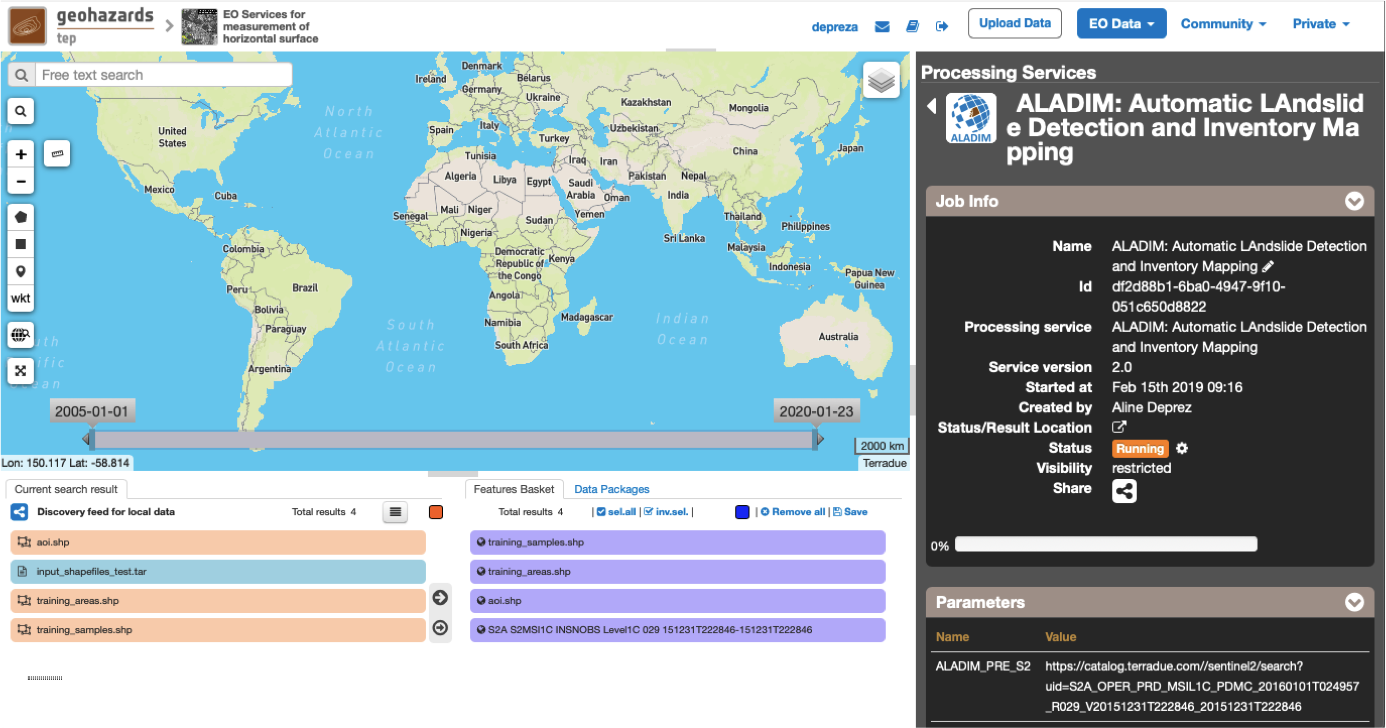 geohazards
tep
EO Services for
measurement of
horizontal surface
depreza
Upload Data
EO Data
Community
Private
Free text search
North
Atlantic
Ocean
Ireland
Denmark
Germany
Belarus
Ukraine
Kazakhstan
Mongolia
United
States
Spain
Italy
Turkey
Uzbekistan
China
Japan
Tunisia
Iraq
Iran
Pakistan
Nepal
Mexico
Cuba
Algeria
Libya
Egypt
Saudi
Arabia
Oman
India
Senegal
Mali
Niger
Sudan
Yemen
Thailand
Philippines
Nigeria
Sri Lanka
Colombia
Democratic
Republic of
the Congo
Kenya
Malaysia
Indonesia
Papua New
Guinea
Peru
Brazil
Angola
Bolivia
Namibia
Madagascar
Paraguay
South
Atlantic
Ocean
Indian
Ocean
South Africa
Australia
Argentina
wkt
uth
ific
ean
2005-01-01
2020-01-23
2000 km
Lon: 150.117 Lat: -58.814
Terradue
Current search result
Discovery feed for local data
Total results 4
aoi.shp
input_shapefiles_test.tar
training_areas.shp
training_samples.shp
Features Basket
Data Packages
Total results 4 | sel.all | inv.sel. | | Remove all | Save
training_samples.shp
training_areas.shp
aoi.shp
S2A S2MSI1C INSNOBS Level1C 029 151231T222846-151231T222846
Processing Services
ALADIM
ALADIM: Automatic LAndslid
e Detection and Inventory Ma
pping
Job Info
Name ALADIM: Automatic LAndslide Detection
and Inventory Mapping
Id df2d88b1-6ba0-4947-9f10-
051c650d8822
Processing service ALADIM: Automatic LAndslide Detection
and Inventory Mapping
Service version 2.0
Started at Feb 15th 2019 09:16
Created by Aline Deprez
Status/Result Location
Status Running
Visibility restricted
Share
0%
Parameters
Name Value
ALADIM_PRE_S2 https://catalog.terradue.com//sentinel2/search?
uid=S2A_OPER_PRD_MSIL1C_PDMC_20160101T024957
_R029_V20151231T222846_20151231T222846